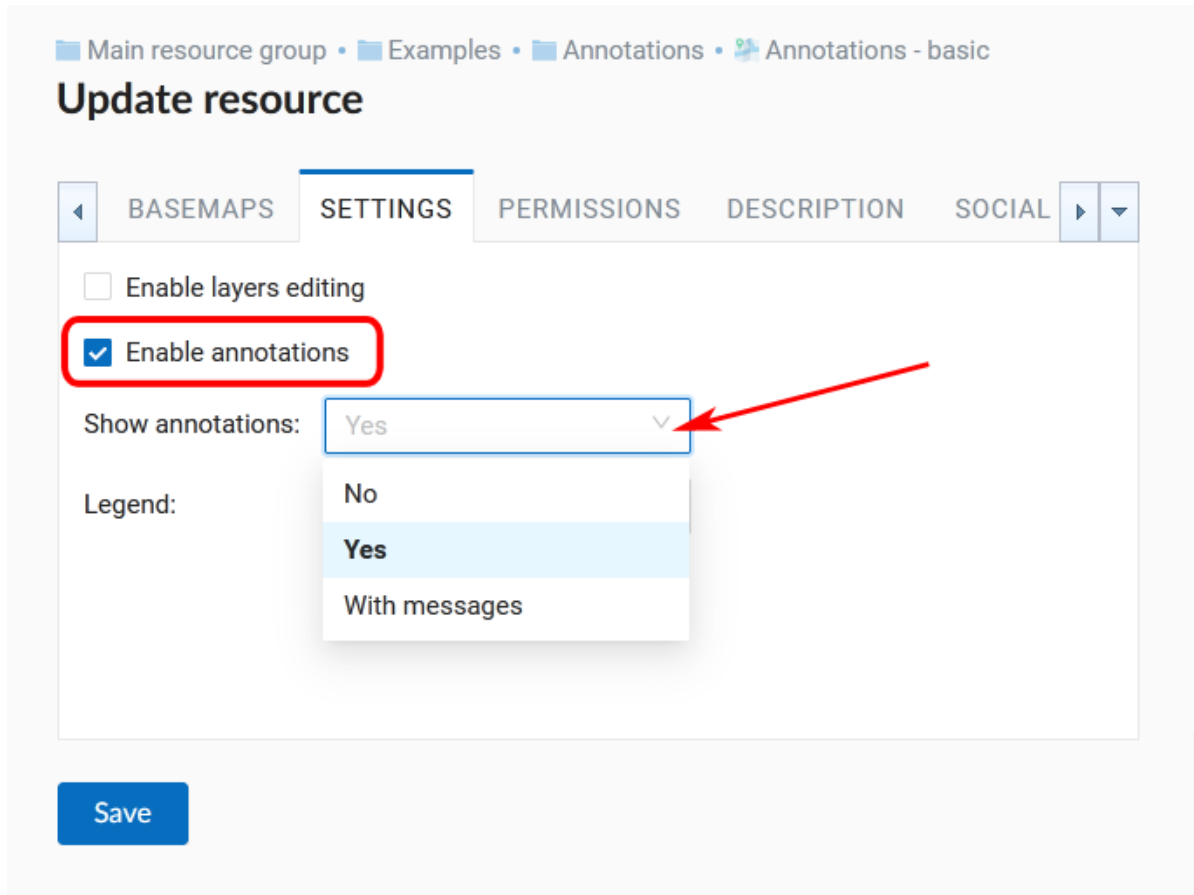 Main resource group • Examples • Annotations • Annotations - basic
Update resource
BASEMAPS SETTINGS PERMISSIONS DESCRIPTION SOCIAL
Enable layers editing
Enable annotations
Show annotations: Yes
No
Legend:
Yes
With messages
Save